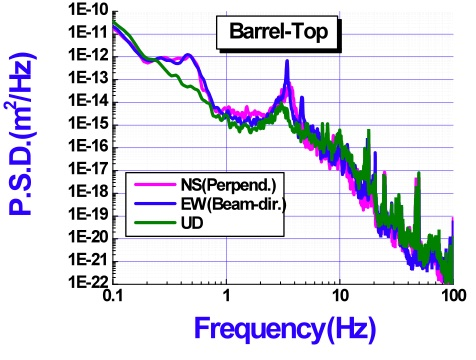 Barrel-Top
P.S.D.(m²/Hz)
1E-10
1E-11
1E-12
1E-13
1E-14
1E-15
1E-16
1E-17
1E-18
1E-19
1E-20
1E-21
1E-22
NS(Perpend.)
EW(Beam-dir.)
UD
0.1 1 10 100
Frequency(Hz)